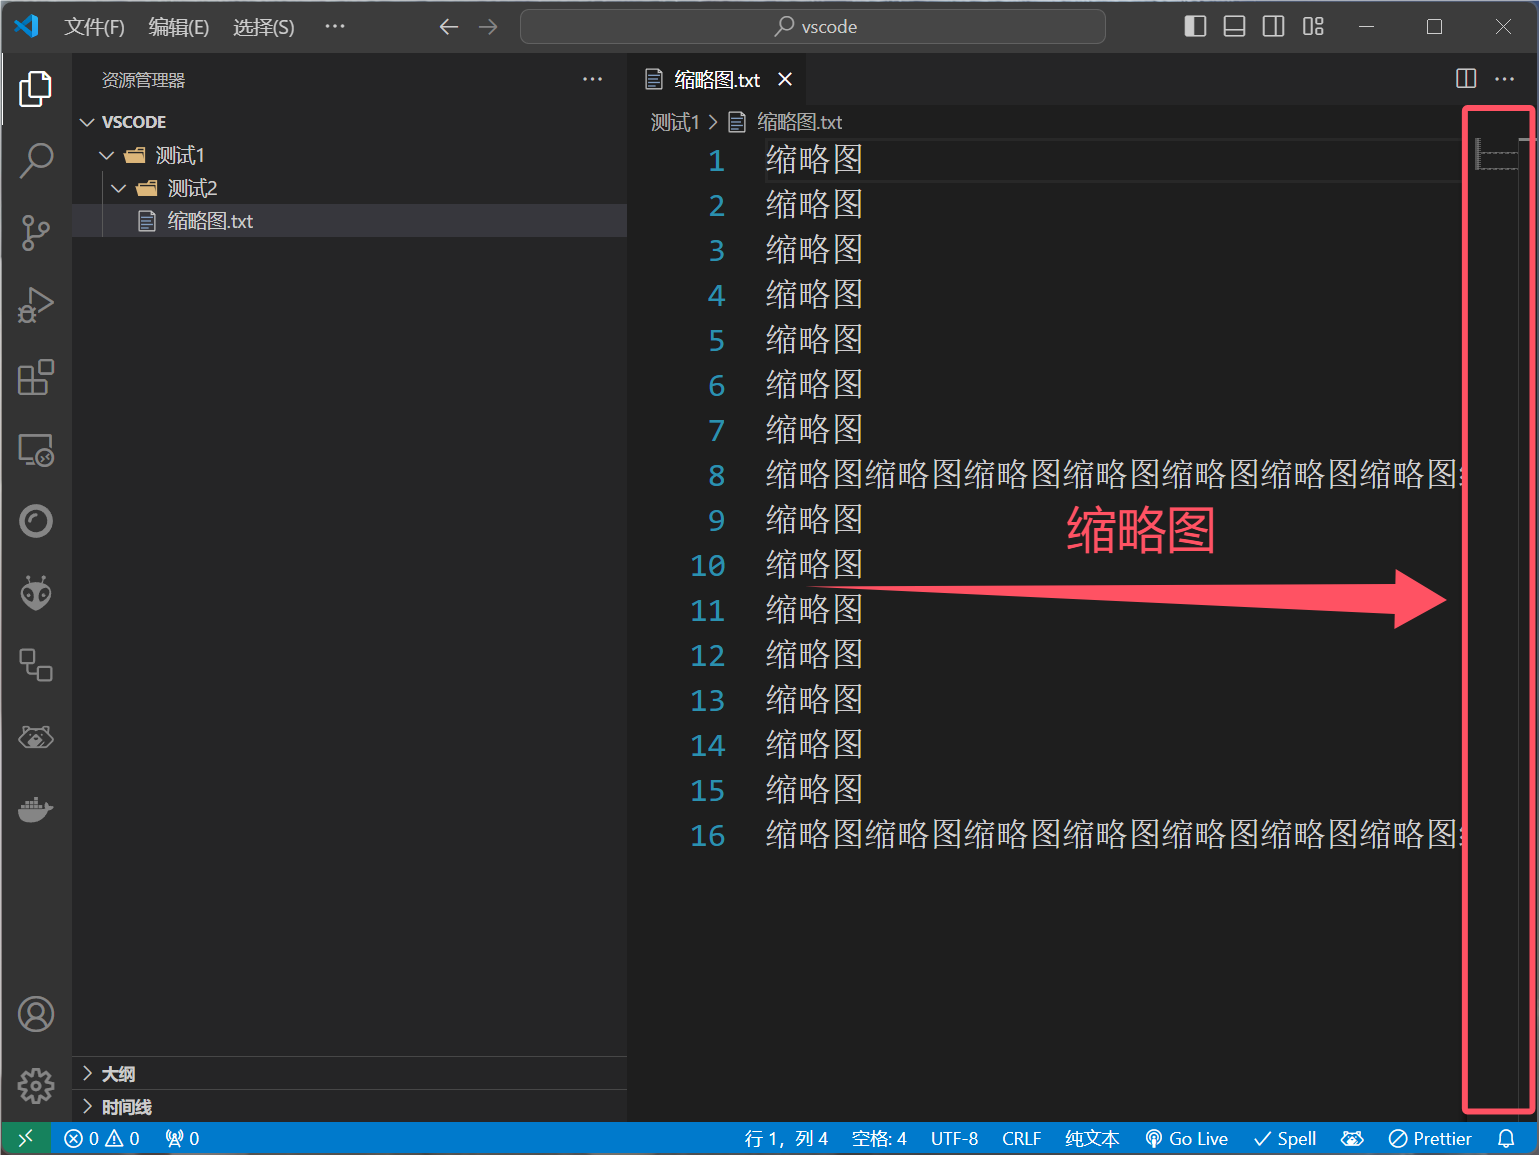 文件(F) 编辑(E) 选择(S) ··· vscode
资源管理器 ···
缩略图.txt
VSCODE
测试1
测试2
缩略图.txt
测试1 > 缩略图.txt
1 缩略图
2 缩略图
3 缩略图
4 缩略图
5 缩略图
6 缩略图
7 缩略图
8 缩略图缩略图缩略图缩略图缩略图缩略图缩略图
9 缩略图
10 缩略图
11 缩略图
12 缩略图
13 缩略图
14 缩略图
15 缩略图
16 缩略图缩略图缩略图缩略图缩略图缩略图缩略图
缩略图
大纲
时间线
0 0 0 行 1，列 4 空格: 4 UTF-8 CRLF 纯文本 Go Live Spell Prettier